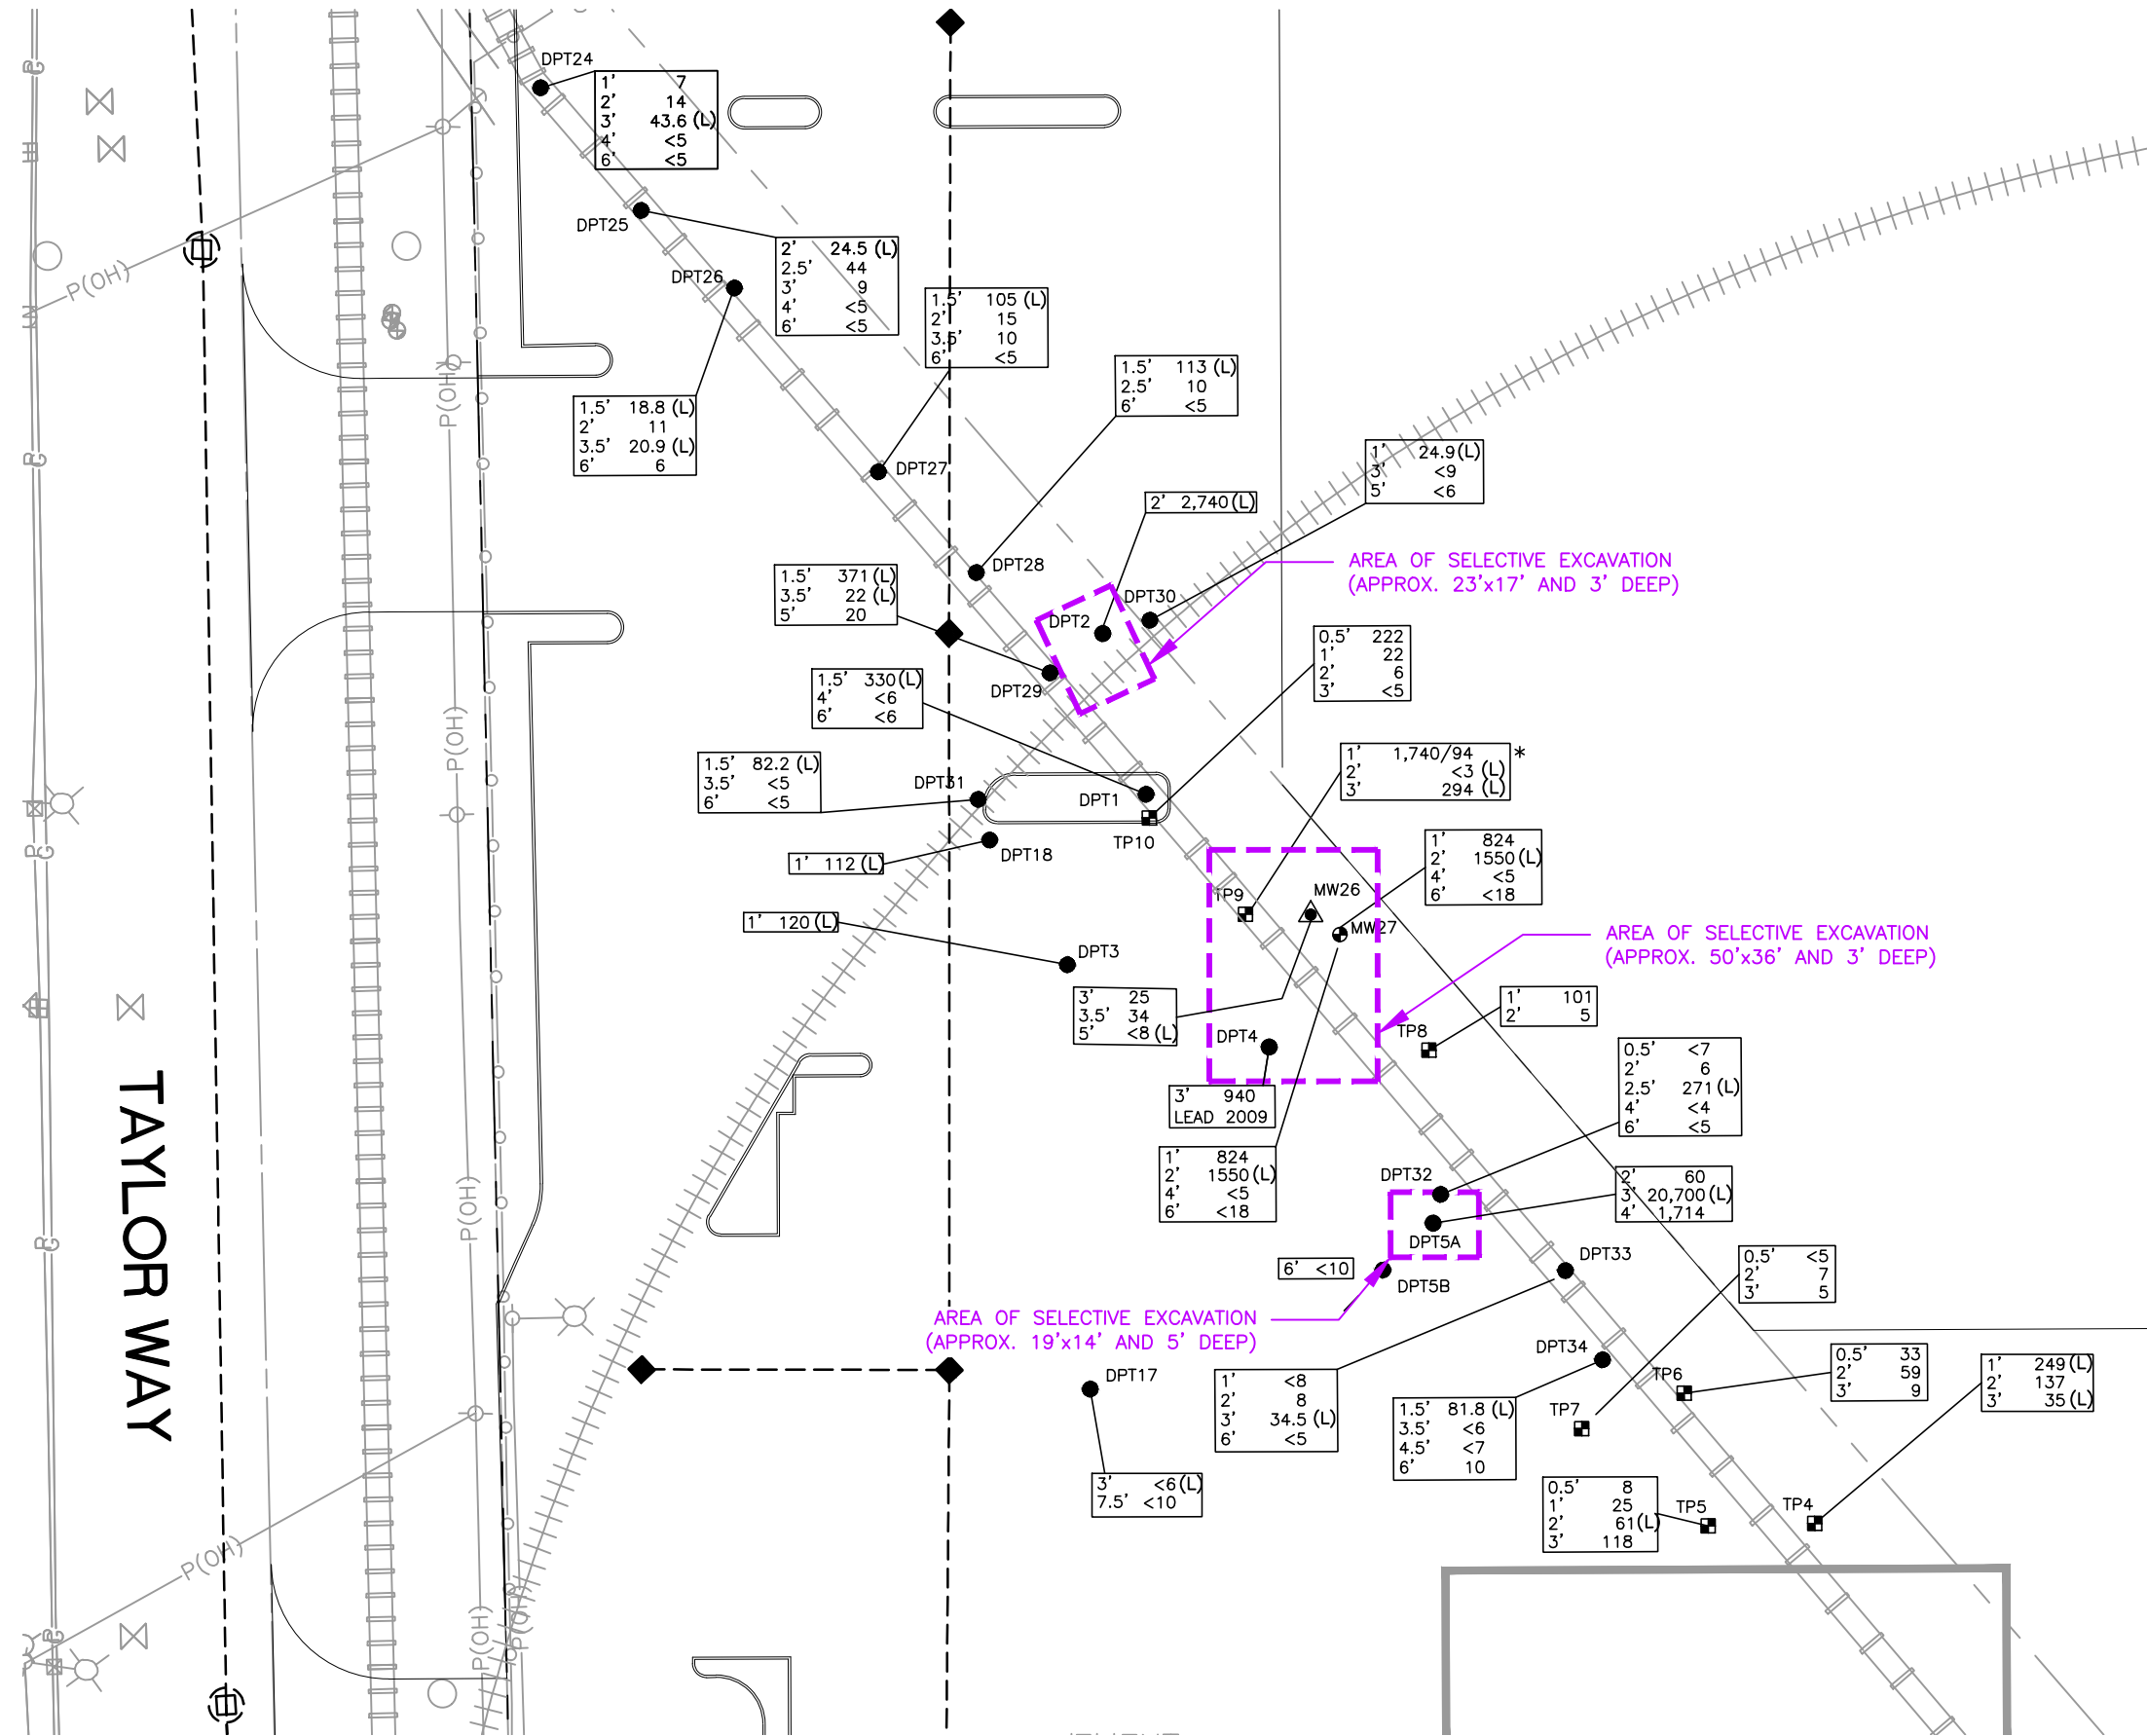 DPT24
1' 7
2' 14
3' 43.6 (L)
4' <5
6' <5
DPT25
2' 24.5 (L)
2.5' 44
3' 9
4' <5
6' <5
DPT26
1.5' 18.8 (L)
2' 11
3.5' 20.9 (L)
6' 6
1.5' 105 (L)
2' 15
3.5' 10
6' <5
DPT27
1.5' 113 (L)
2.5' 10
6' <5
DPT28
1' 24.9 (L)
3' <9
5' <6
DPT30
2' 2,740 (L)
DPT2
AREA OF SELECTIVE EXCAVATION
(APPROX. 23'x17' AND 3' DEEP)
1.5' 371 (L)
3.5' 22 (L)
5' 20
DPT29
0.5' 222
1' 22
2' 6
3' <5
1.5' 330 (L)
4' <6
6' <6
DPT1
TP10
1.5' 82.2 (L)
3.5' <5
6' <5
DPT31
1' 112 (L)
DPT18
1' 1,740/94 *
2' <3 (L)
3' 294 (L)
TP9
MW26
MW27
1' 824
2' 1550 (L)
4' <5
6' <18
1' 120 (L)
DPT3
AREA OF SELECTIVE EXCAVATION
(APPROX. 50'x36' AND 3' DEEP)
3' 25
3.5' 34
5' <8 (L)
1' 101
2' 5
TP8
DPT4
3' 940
LEAD 2009
0.5' <7
2' 6
2.5' 271 (L)
4' <4
6' <5
1' 824
2' 1550 (L)
4' <5
6' <18
DPT32
2' 60
3' 20,700 (L)
4' 1,714
DPT5A
6' <10
DPT5B
DPT33
0.5' <5
2' 7
3' 5
AREA OF SELECTIVE EXCAVATION
(APPROX. 19'x14' AND 5' DEEP)
DPT34
DPT17
3' <6 (L)
7.5' <10
1' <8
2' 8
3' 34.5 (L)
6' <5
1.5' 81.8 (L)
3.5' <6
4.5' <7
6' 10
TP6
0.5' 33
2' 59
3' 9
TP7
1' 249 (L)
2' 137
3' 35 (L)
0.5' 8
1' 25
2' 61 (L)
3' 118
TP5
TP4
TAYLOR WAY
P(OH)
P(OH)
P(OH)
P(OH)
P(OH)
P(OH)
P(OH)